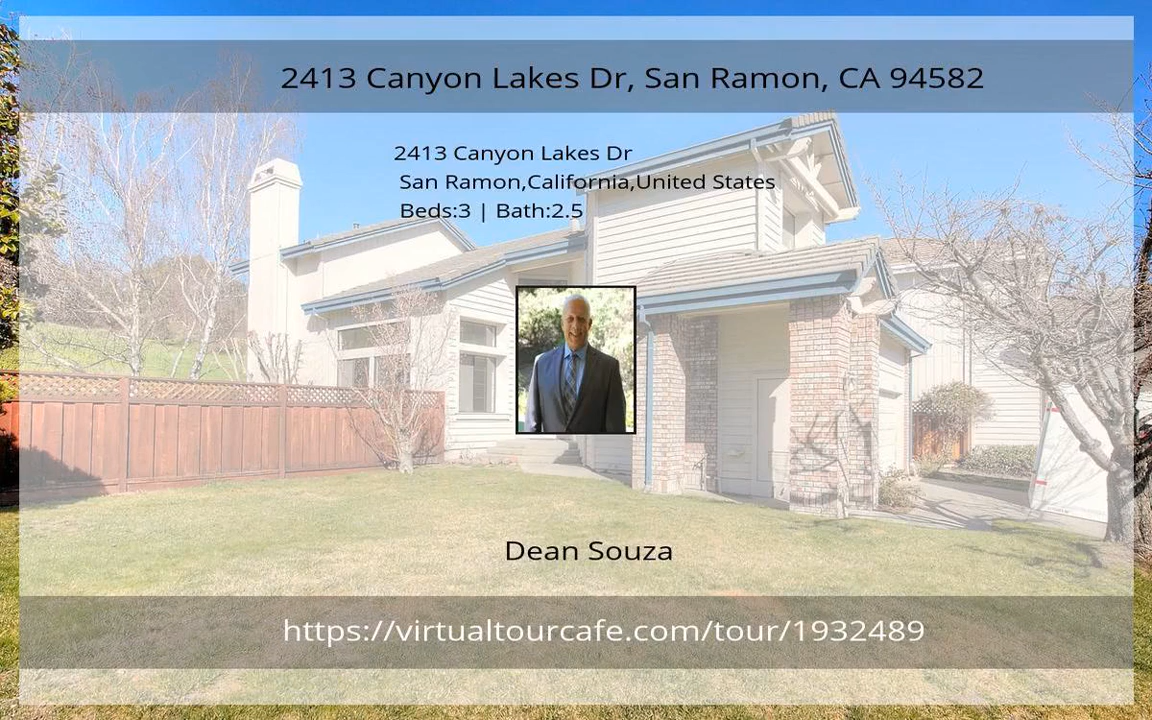 2413 Canyon Lakes Dr, San Ramon, CA 94582
2413 Canyon Lakes Dr
San Ramon,California,United States
Beds:3 | Bath:2.5
Dean Souza
https://virtualtourcafe.com/tour/1932489